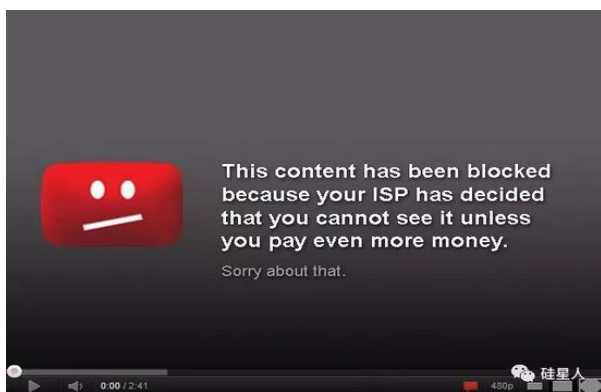 This content has been blocked
because your ISP has decided
that you cannot see it unless
you pay even more money.
Sorry about that.
0:00 / 2:41
480p
硅星人